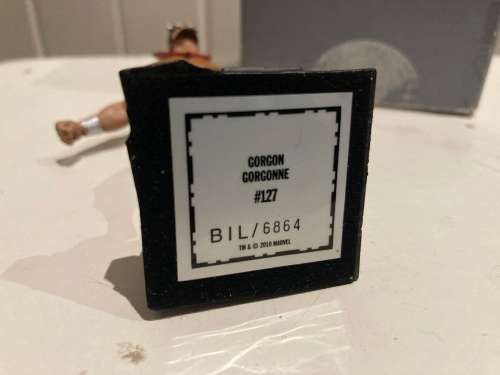 GORGON
GORGONNE
#127
BIL/6864
TM & © 2010 MARVEL